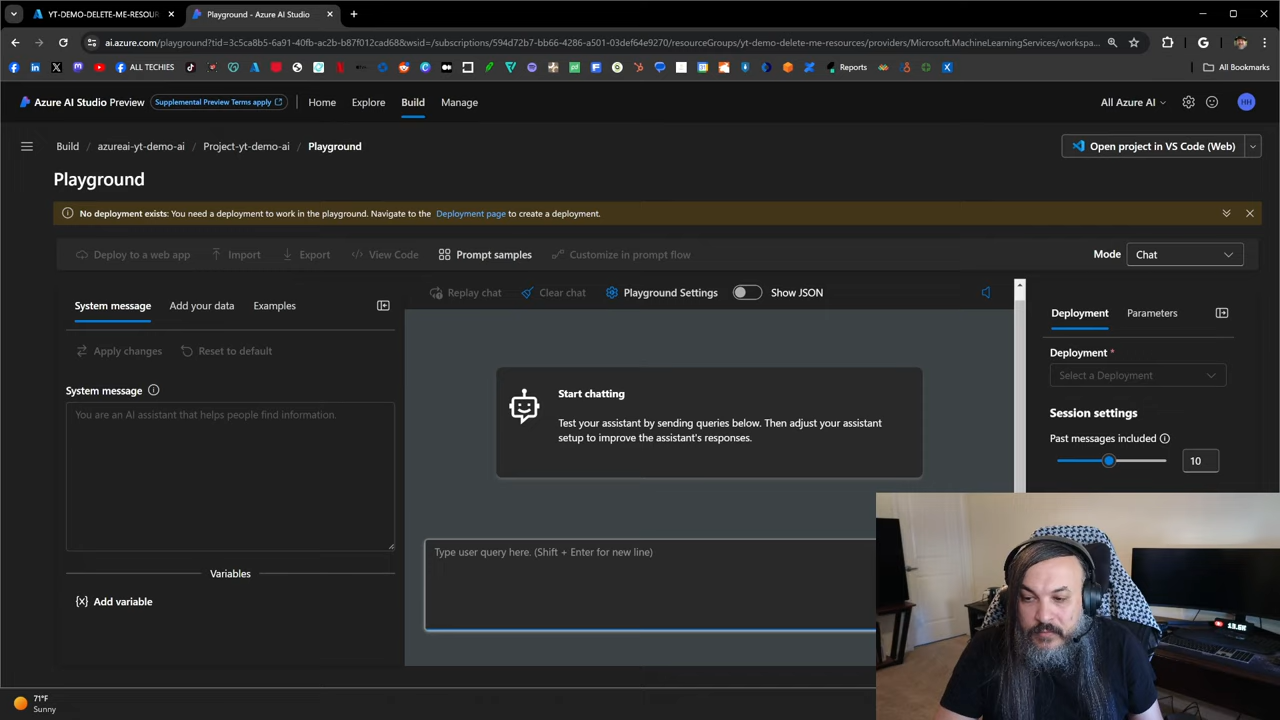 YT-DEMO-DELETE-ME-RESOUR
Playground - Azure AI Studio
ai.azure.com/playground?tid=3c5ca8b5-6a91-40fb-ac2b-b87f012cad68&wsid=/subscriptions/594d72b7-bb66-4286-a501-03def64e9270/resourceGroups/yt-demo-delete-me-resources/providers/Microsoft.MachineLearningServices/workspa...
ALL TECHIES
Reports
All Bookmarks
Azure AI Studio Preview
Supplemental Preview Terms apply
Home
Explore
Build
Manage
All Azure AI
HH
Build / azureai-yt-demo-ai / Project-yt-demo-ai / Playground
Open project in VS Code (Web)
Playground
No deployment exists: You need a deployment to work in the playground. Navigate to the Deployment page to create a deployment.
Deploy to a web app
Import
Export
View Code
Prompt samples
Customize in prompt flow
Mode
Chat
System message
Add your data
Examples
Apply changes
Reset to default
System message
You are an AI assistant that helps people find information.
Variables
{x} Add variable
Replay chat
Clear chat
Playground Settings
Show JSON
Start chatting
Test your assistant by sending queries below. Then adjust your assistant
setup to improve the assistant's responses.
Type user query here. (Shift + Enter for new line)
Deployment
Parameters
Deployment *
Select a Deployment
Session settings
Past messages included
10
13.5K
71°F
Sunny